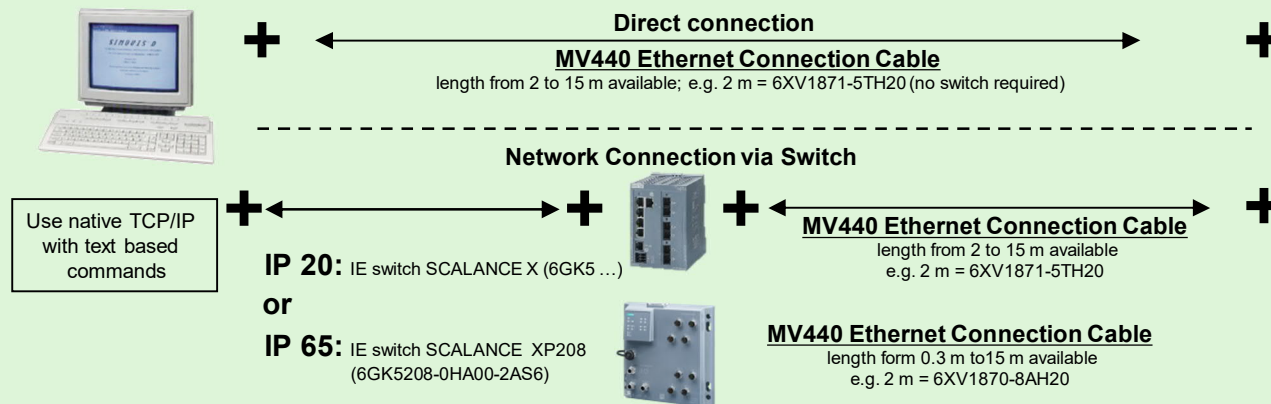 SIMOVIS D
Direct connection
MV440 Ethernet Connection Cable
length from 2 to 15 m available; e.g. 2 m = 6XV1871-5TH20 (no switch required)
Network Connection via Switch
Use native TCP/IP
with text based
commands
IP 20: IE switch SCALANCE X (6GK5 …)
or
IP 65: IE switch SCALANCE XP208
(6GK5208-0HA00-2AS6)
MV440 Ethernet Connection Cable
length from 2 to 15 m available
e.g. 2 m = 6XV1871-5TH20
MV440 Ethernet Connection Cable
length form 0.3 m to15 m available
e.g. 2 m = 6XV1870-8AH20